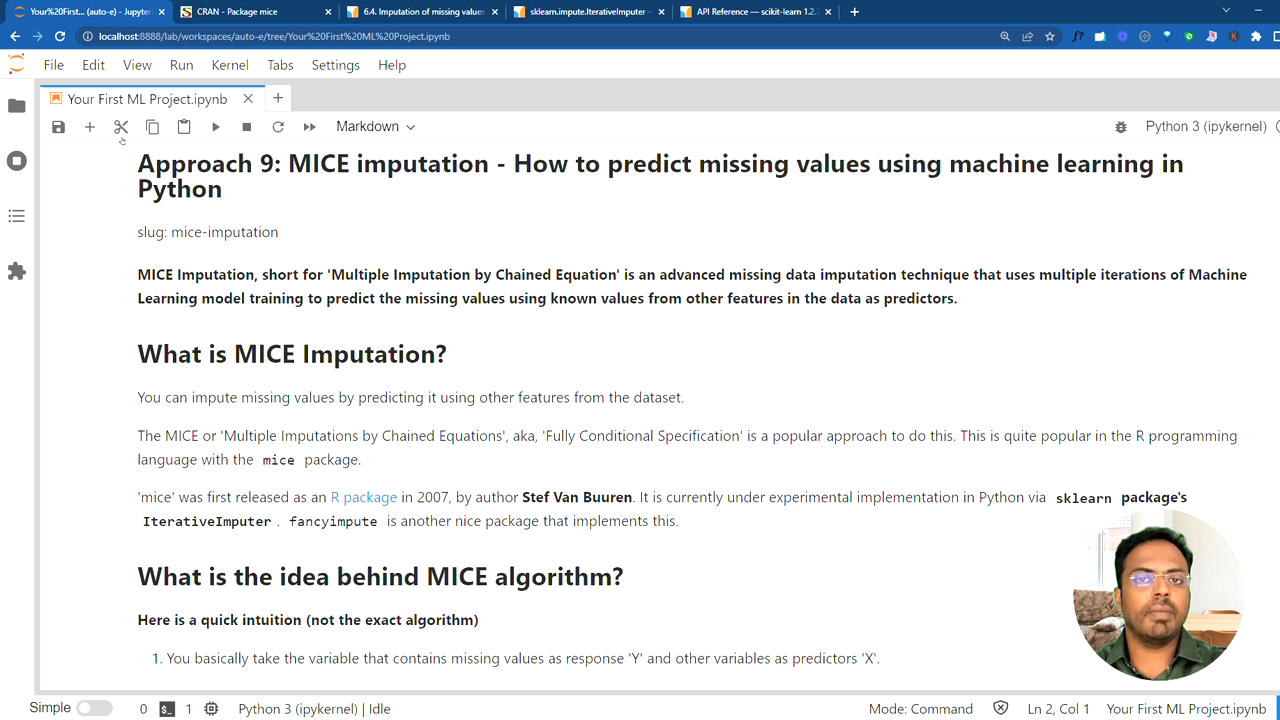 Your%20First... (auto-e) - Jupyter
CRAN - Package mice
6.4. Imputation of missing values
sklearn.impute.IterativeImputer —
API Reference — scikit-learn 1.2.
localhost:8888/lab/workspaces/auto-e/tree/Your%20First%20ML%20Project.ipynb
File Edit View Run Kernel Tabs Settings Help
Your First ML Project.ipynb
Markdown
Python 3 (ipykernel)
Approach 9: MICE imputation - How to predict missing values using machine learning in
Python
slug: mice-imputation
MICE Imputation, short for 'Multiple Imputation by Chained Equation' is an advanced missing data imputation technique that uses multiple iterations of Machine
Learning model training to predict the missing values using known values from other features in the data as predictors.
What is MICE Imputation?
You can impute missing values by predicting it using other features from the dataset.
The MICE or 'Multiple Imputations by Chained Equations', aka, 'Fully Conditional Specification' is a popular approach to do this. This is quite popular in the R programming
language with the mice package.
'mice' was first released as an R package in 2007, by author Stef Van Buuren. It is currently under experimental implementation in Python via sklearn package's
IterativeImputer . fancyimpute is another nice package that implements this.
What is the idea behind MICE algorithm?
Here is a quick intuition (not the exact algorithm)
1. You basically take the variable that contains missing values as response 'Y' and other variables as predictors 'X'.
Simple 0 1 Python 3 (ipykernel) | Idle Mode: Command Ln 2, Col 1 Your First ML Project.ipynb